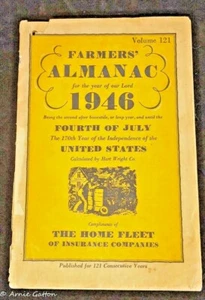 Volume 121
FARMERS'
ALMANAC
for the year of our Lord
1946
Being the second after bissextile, or leap year, and until the
FOURTH OF JULY
The 170th Year of the Independence of the
UNITED STATES
Calculated by Hart Wright Co.
Compliments of
THE HOME FLEET
OF INSURANCE COMPANIES
Published for 121 Consecutive Years
© Arnie Gatton